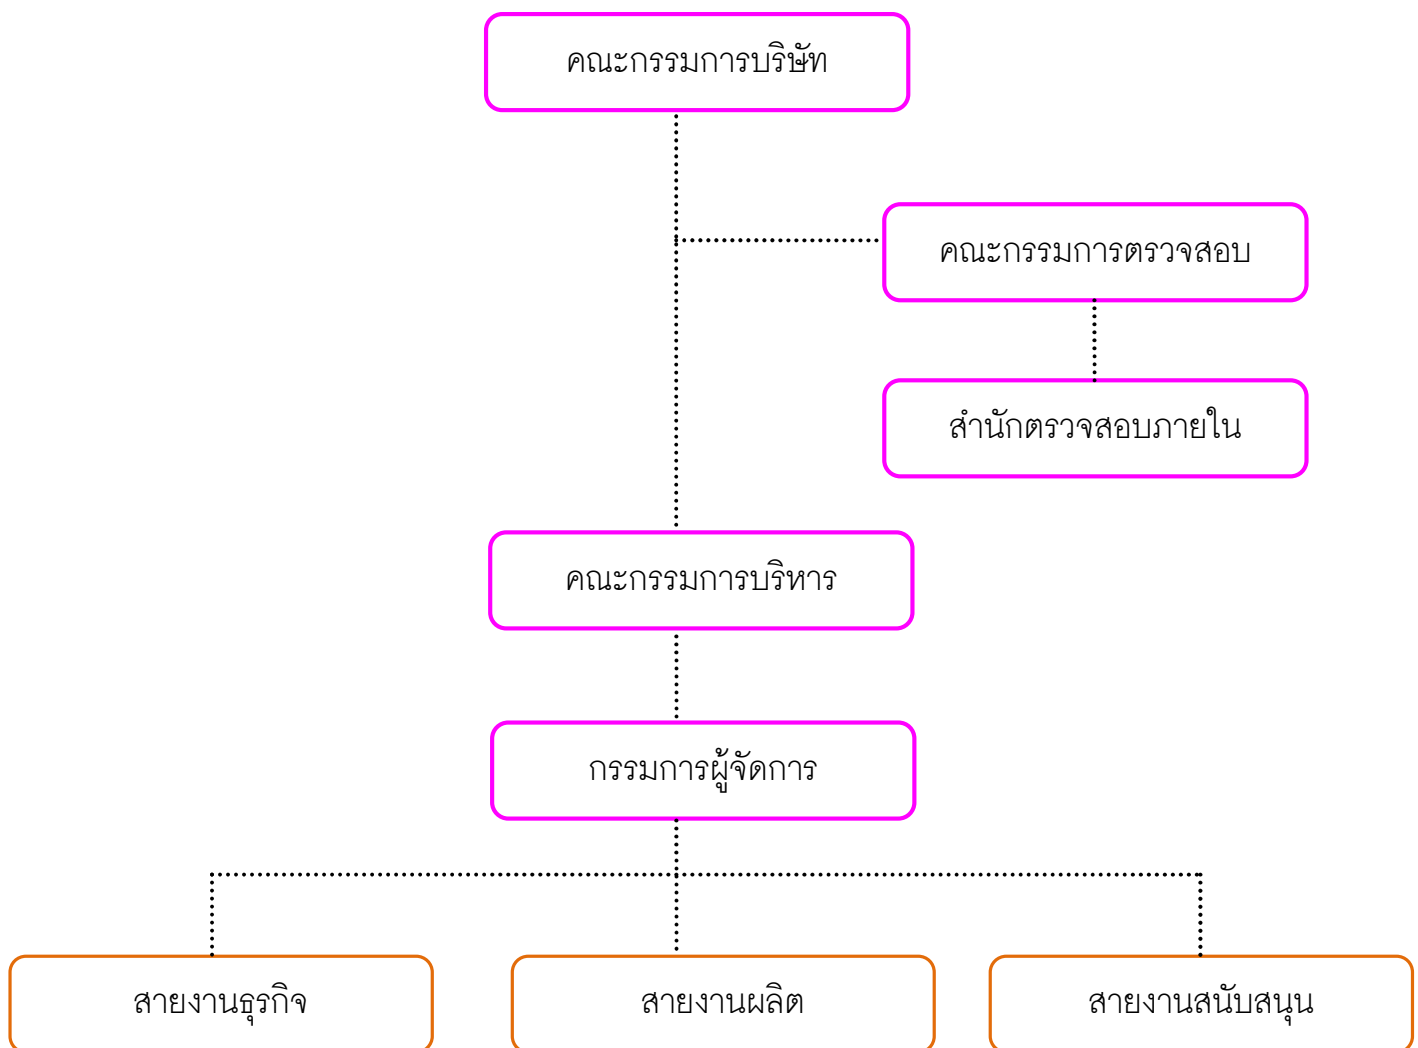 คณะกรรมการบริษัท
คณะกรรมการตรวจสอบ
สำนักตรวจสอบภายใน
คณะกรรมการบริหาร
กรรมการผู้จัดการ
สายงานธุรกิจ
สายงานผลิต
สายงานสนับสนุน